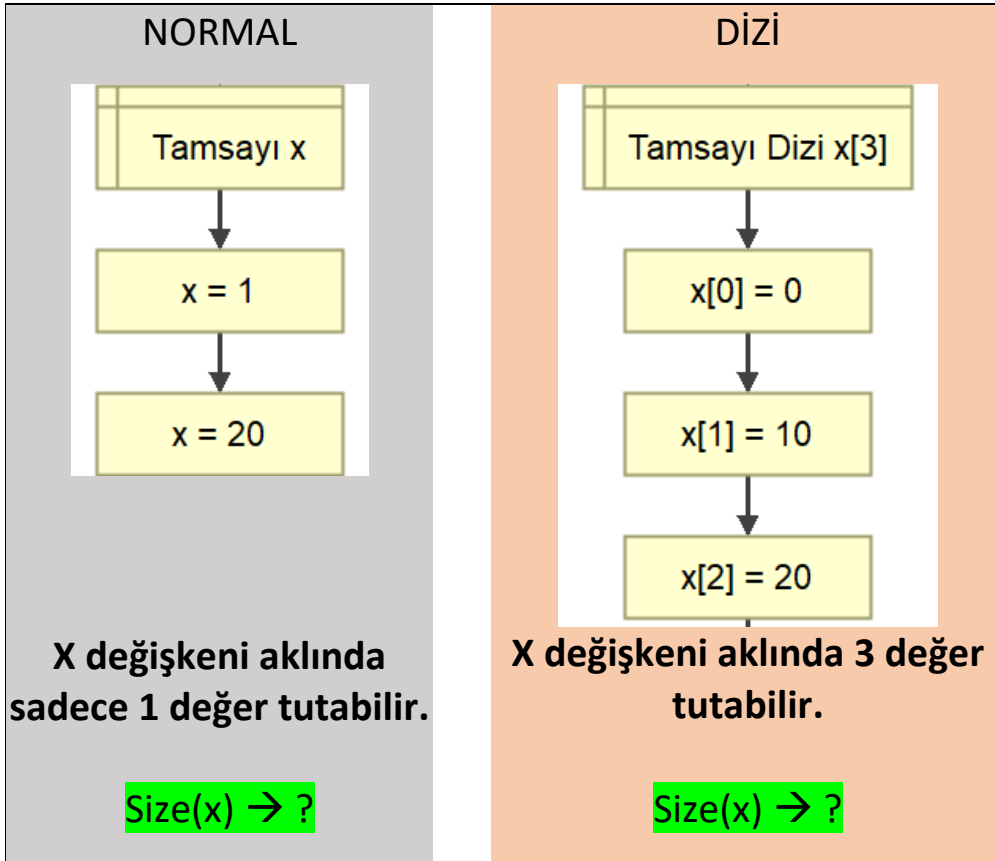 NORMAL
Tamsayı x
x = 1
x = 20
X değişkeni aklında
sadece 1 değer tutabilir.
Size(x) → ?
DİZİ
Tamsayı Dizi x[3]
x[0] = 0
x[1] = 10
x[2] = 20
X değişkeni aklında 3 değer
tutabilir.
Size(x) → ?